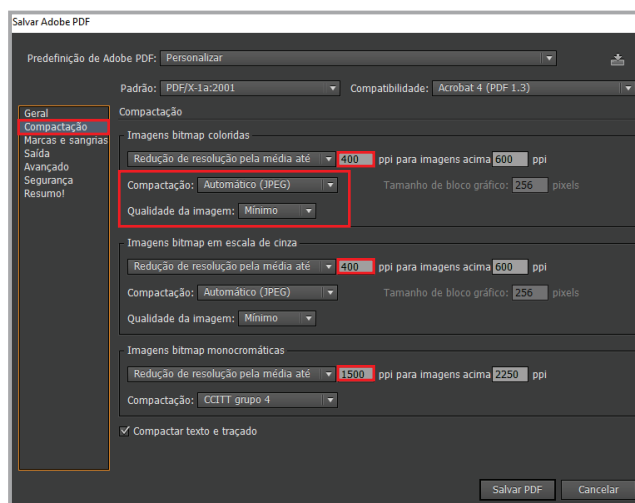 Salvar Adobe PDF
Predefinição de Adobe PDF: Personalizar
Padrão: PDF/X-1a:2001 Compatibilidade: Acrobat 4 (PDF 1.3)
Geral
Compactação
Marcas e sangrias
Saída
Avançado
Segurança
Resumo!
Compactação
Imagens bitmap coloridas
Redução de resolução pela média até 400 ppi para imagens acima 600 ppi
Compactação: Automático (JPEG) Tamanho de bloco gráfico: 256 pixels
Qualidade da imagem: Mínimo
Imagens bitmap em escala de cinza
Redução de resolução pela média até 400 ppi para imagens acima 600 ppi
Compactação: Automático (JPEG) Tamanho de bloco gráfico: 256 pixels
Qualidade da imagem: Mínimo
Imagens bitmap monocromáticas
Redução de resolução pela média até 1500 ppi para imagens acima 2250 ppi
Compactação: CCITT grupo 4
Compactar texto e traçado
Salvar PDF Cancelar